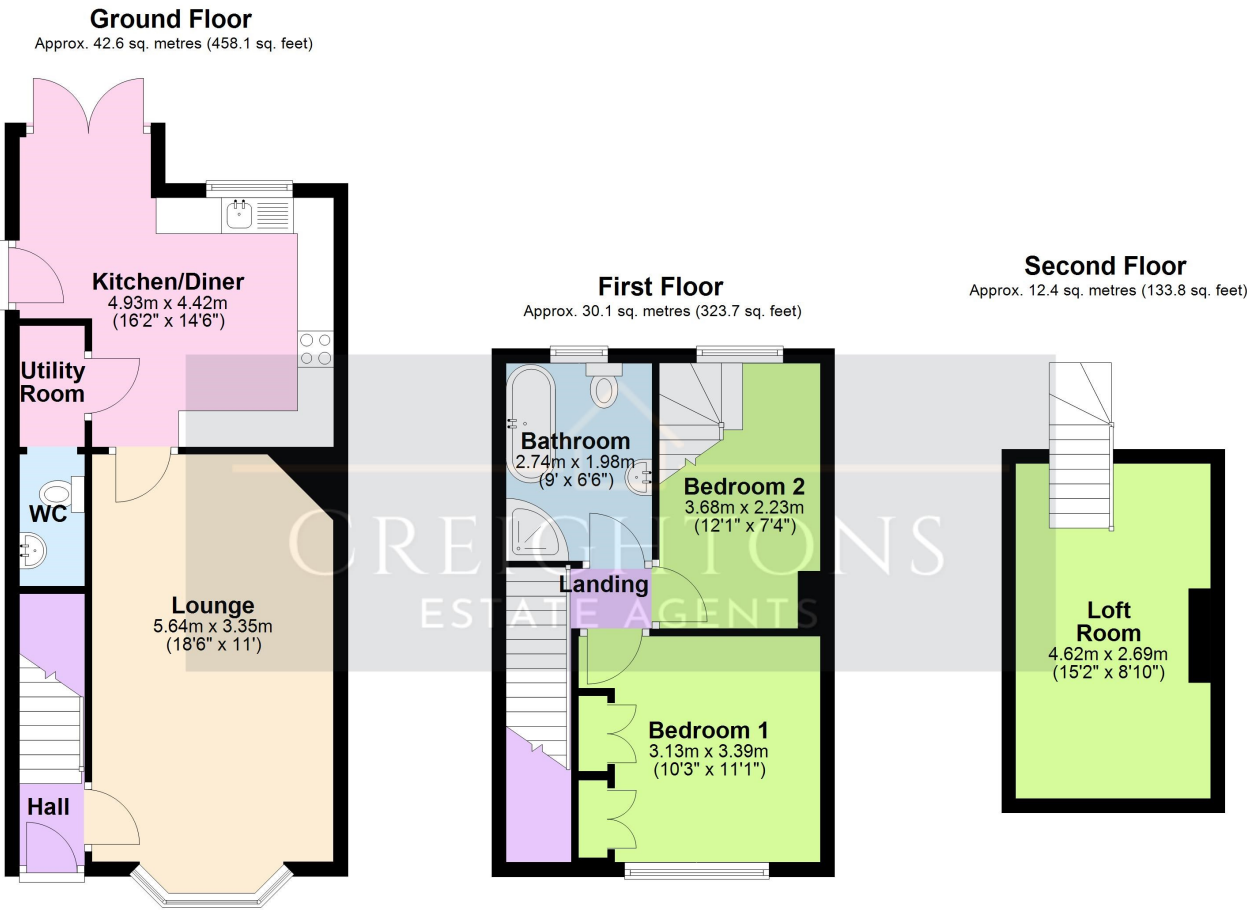 Ground Floor
Approx. 42.6 sq. metres (458.1 sq. feet)
Kitchen/Diner
4.93m x 4.42m
(16'2" x 14'6")
Utility
Room
WC
Lounge
5.64m x 3.35m
(18'6" x 11')
Hall
First Floor
Approx. 30.1 sq. metres (323.7 sq. feet)
Bathroom
2.74m x 1.98m
(9' x 6'6")
Bedroom 2
3.68m x 2.23m
(12'1" x 7'4")
Landing
Bedroom 1
3.13m x 3.39m
(10'3" x 11'1")
Second Floor
Approx. 12.4 sq. metres (133.8 sq. feet)
Loft
Room
4.62m x 2.69m
(15'2" x 8'10")
CREIGHTONS
ESTATE AGENTS